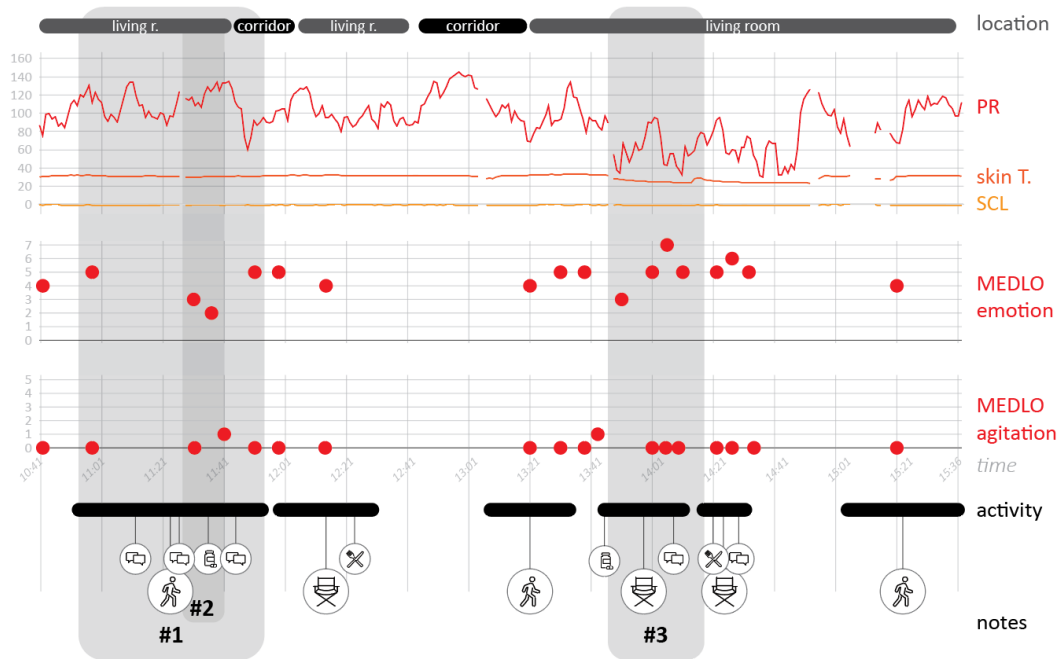 living r. corridor living r. corridor living room location
160
140
120
100
80
60
40
20
0
PR
skin T.
SCL
7
6
5
4
3
2
1
0
MEDLO
emotion
5
4
3
2
1
0
MEDLO
agitation
10:41 11:01 11:21 11:41 12:01 12:21 12:41 13:01 13:21 13:41 14:01 14:21 14:41 15:01 15:21 15:36 time
activity
#2
#1 #3 notes